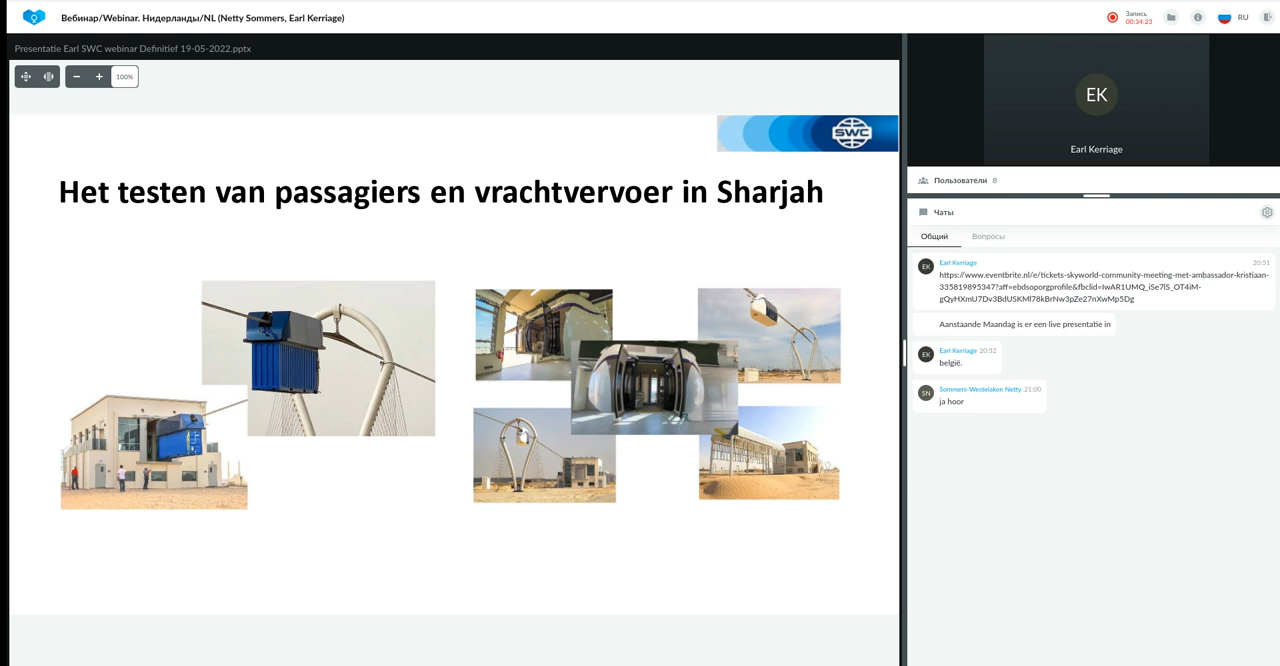 Вебинар/Webinar. Нидерланды/NL (Netty Sommers, Earl Kerriage)
Запись
00:34:23
RU
Presentatie Earl SWC webinar Definitief 19-05-2022.pptx
100%
SWC
Het testen van passagiers en vrachtvervoer in Sharjah
EK
Earl Kerriage
Пользователи 8
Чаты
Общий Вопросы
EK Earl Kerriage 20:51
https://www.eventbrite.nl/e/tickets-skyworld-community-meeting-met-ambassador-kristiaan-
335819895347?aff=ebdsoporgprofile&fbclid=IwAR1UMQ_iSe7lS_OT4iM-
gQyHXmU7Dv3BdUSKMl78kBrNw3pZe27nXwMp5Dg
Aanstaande Maandag is er een live presentatie in
EK Earl Kerriage 20:52
belgië.
SN Sommers-Westelaken Netty 21:00
ja hoor